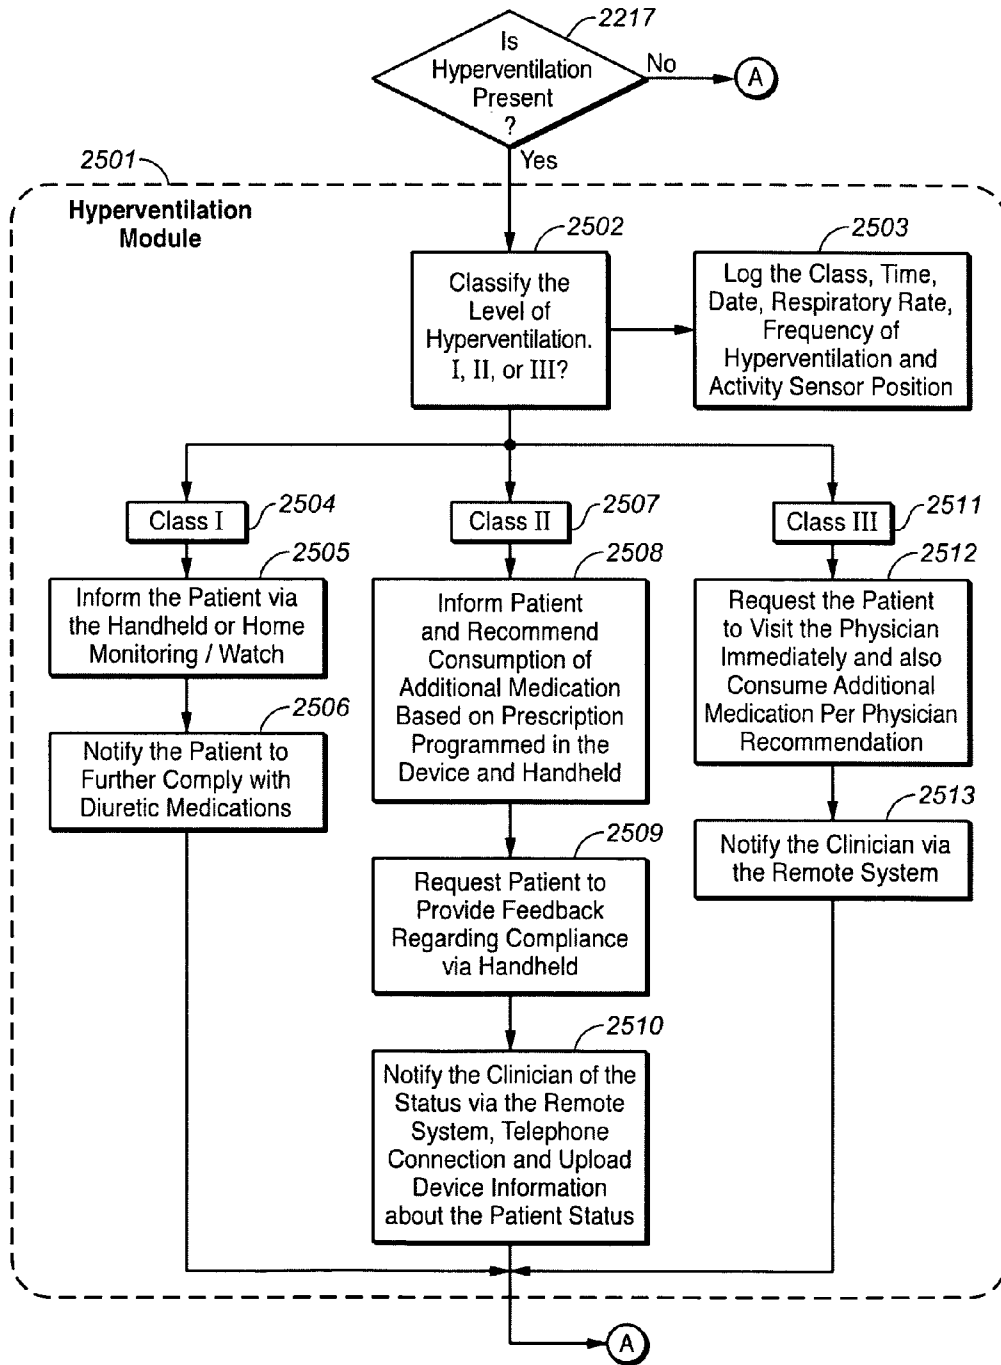 2217
Is
Hyperventilation
Present
?
No
A
Yes
2501
Hyperventilation
Module
2502
Classify the
Level of
Hyperventilation.
I, II, or III?
2503
Log the Class, Time,
Date, Respiratory Rate,
Frequency of
Hyperventilation and
Activity Sensor Position
2504
Class I
2505
Inform the Patient via
the Handheld or Home
Monitoring / Watch
2506
Notify the Patient to
Further Comply with
Diuretic Medications
2507
Class II
2508
Inform Patient
and Recommend
Consumption of
Additional Medication
Based on Prescription
Programmed in the
Device and Handheld
2509
Request Patient to
Provide Feedback
Regarding Compliance
via Handheld
2510
Notify the Clinician of the
Status via the Remote
System, Telephone
Connection and Upload
Device Information
about the Patient Status
2511
Class III
2512
Request the Patient
to Visit the Physician
Immediately and also
Consume Additional
Medication Per Physician
Recommendation
2513
Notify the Clinician via
the Remote System
A